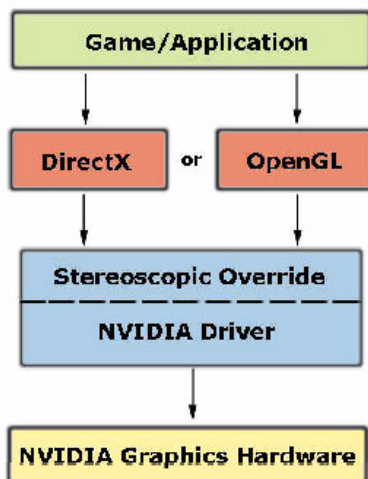 Game/Application
DirectX or OpenGL
Stereoscopic Override
NVIDIA Driver
NVIDIA Graphics Hardware